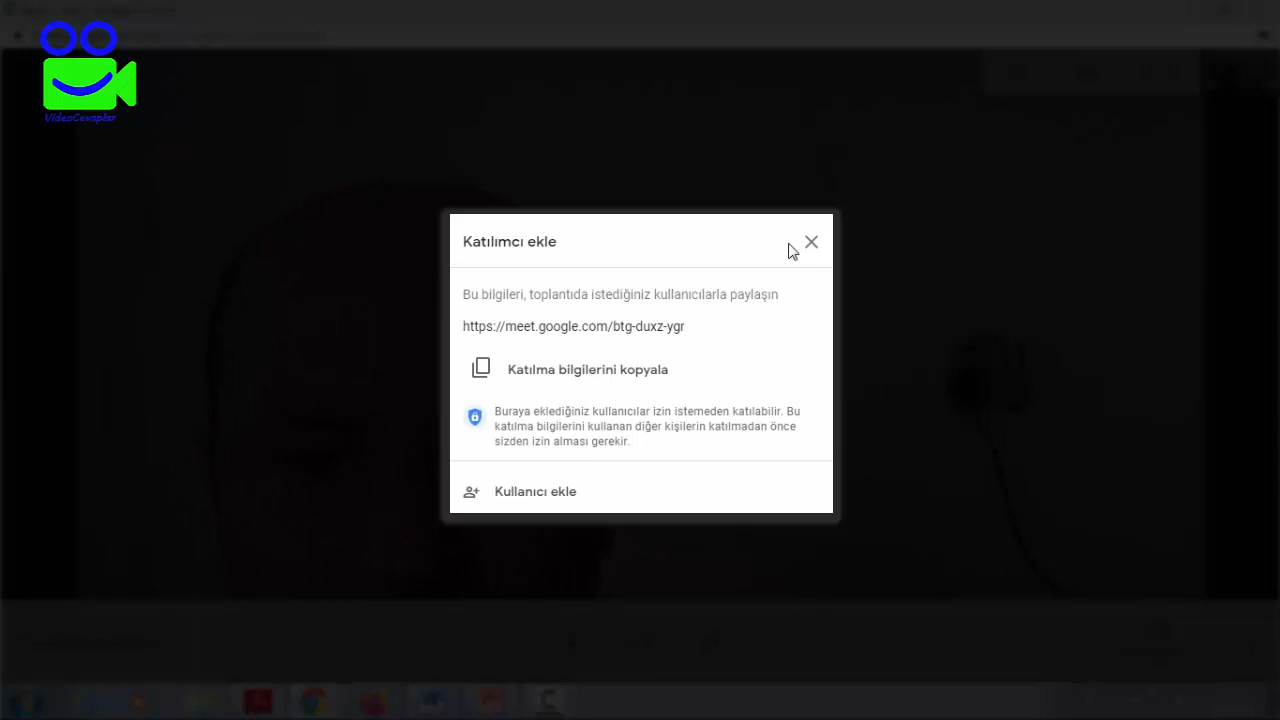 VideoCevaplar
Katılımcı ekle
Bu bilgileri, toplantıda istediğiniz kullanıcılarla paylaşın
https://meet.google.com/btg-duxz-ygr
Katılma bilgilerini kopyala
Buraya eklediğiniz kullanıcılar izin istemeden katılabilir. Bu
katılma bilgilerini kullanan diğer kişilerin katılmadan önce
sizden izin alması gerekir.
Kullanıcı ekle